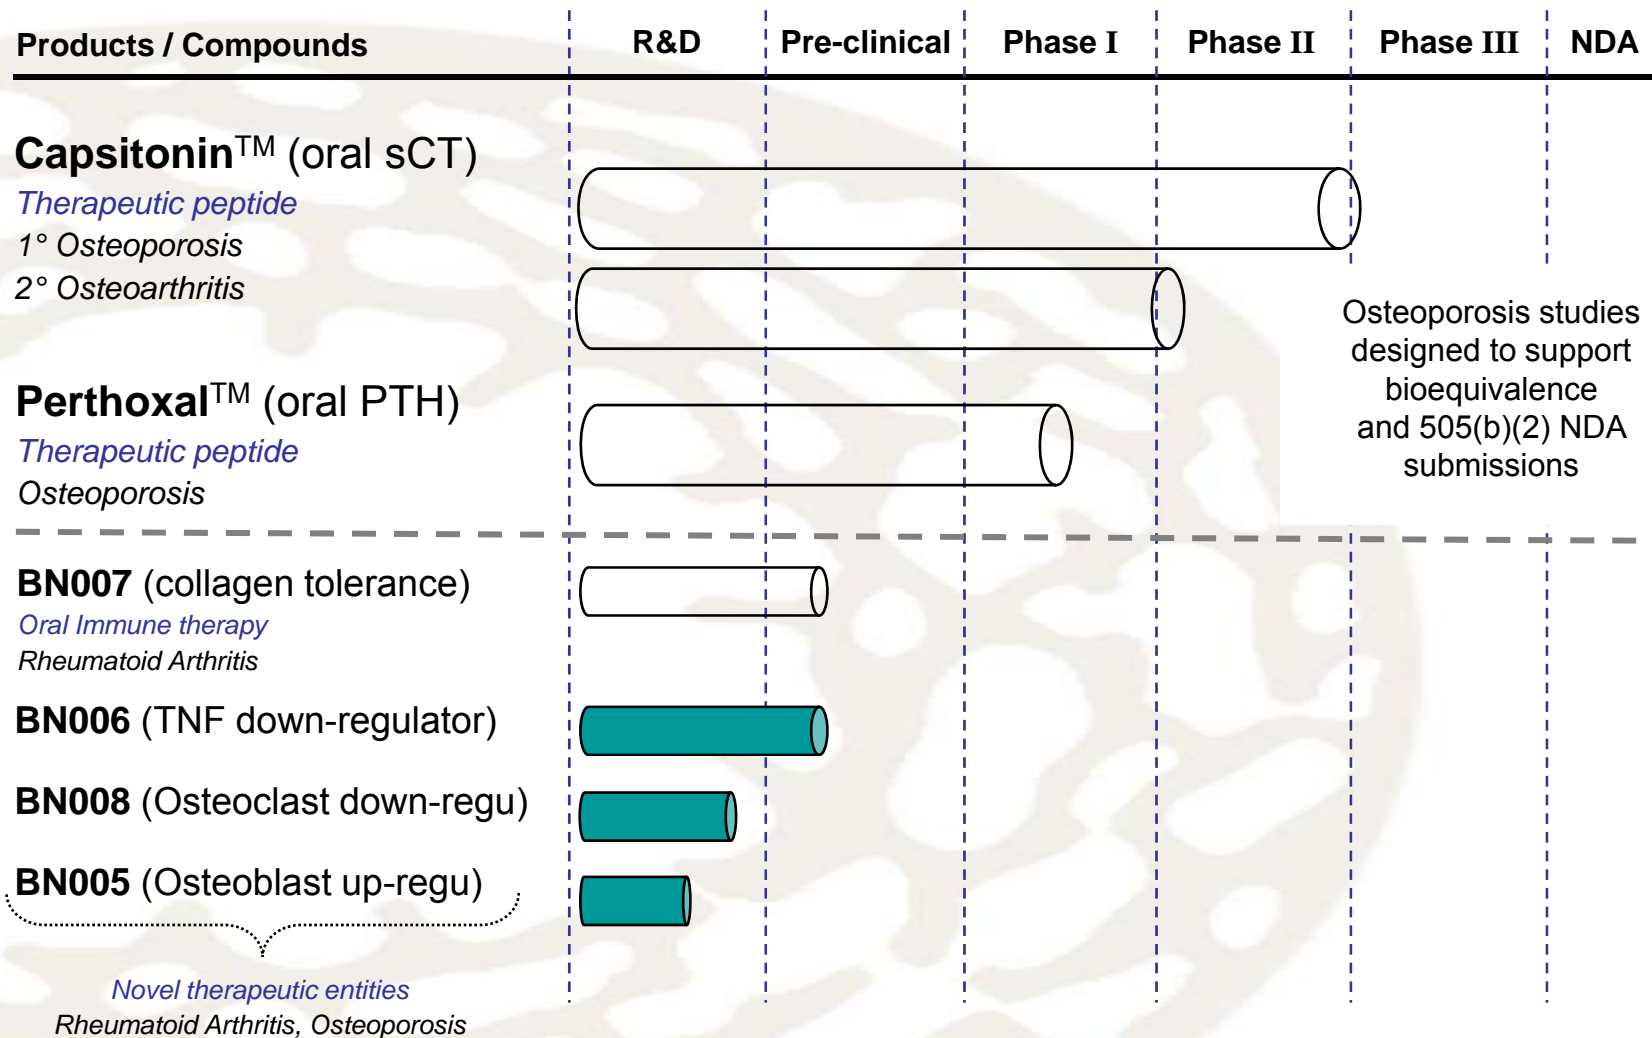 Products / Compounds R&D Pre-clinical Phase I Phase II Phase III NDA
Capsitonin™ (oral sCT)
Therapeutic peptide
1° Osteoporosis
2° Osteoarthritis
Osteoporosis studies
designed to support
bioequivalence
and 505(b)(2) NDA
submissions
Perthoxal™ (oral PTH)
Therapeutic peptide
Osteoporosis
BN007 (collagen tolerance)
Oral Immune therapy
Rheumatoid Arthritis
BN006 (TNF down-regulator)
BN008 (Osteoclast down-regu)
BN005 (Osteoblast up-regu)
Novel therapeutic entities
Rheumatoid Arthritis, Osteoporosis